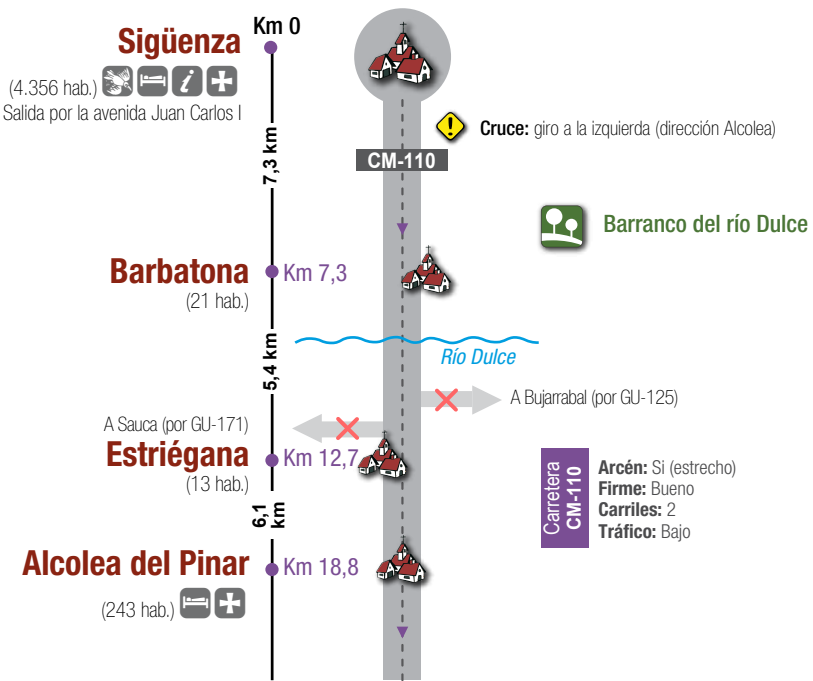 Sigüenza
Km 0
(4.356 hab.)
Salida por la avenida Juan Carlos I
Cruce: giro a la izquierda (dirección Alcolea)
CM-110
7,3 km
Barranco del río Dulce
Barbatona
Km 7,3
(21 hab.)
5,4 km
Río Dulce
A Bujarrabal (por GU-125)
A Sauca (por GU-171)
Estriégana
Km 12,7
(13 hab.)
Carretera
CM-110
Arcén: Si (estrecho)
Firme: Bueno
Carriles: 2
Tráfico: Bajo
6,1
km
Alcolea del Pinar
Km 18,8
(243 hab.)